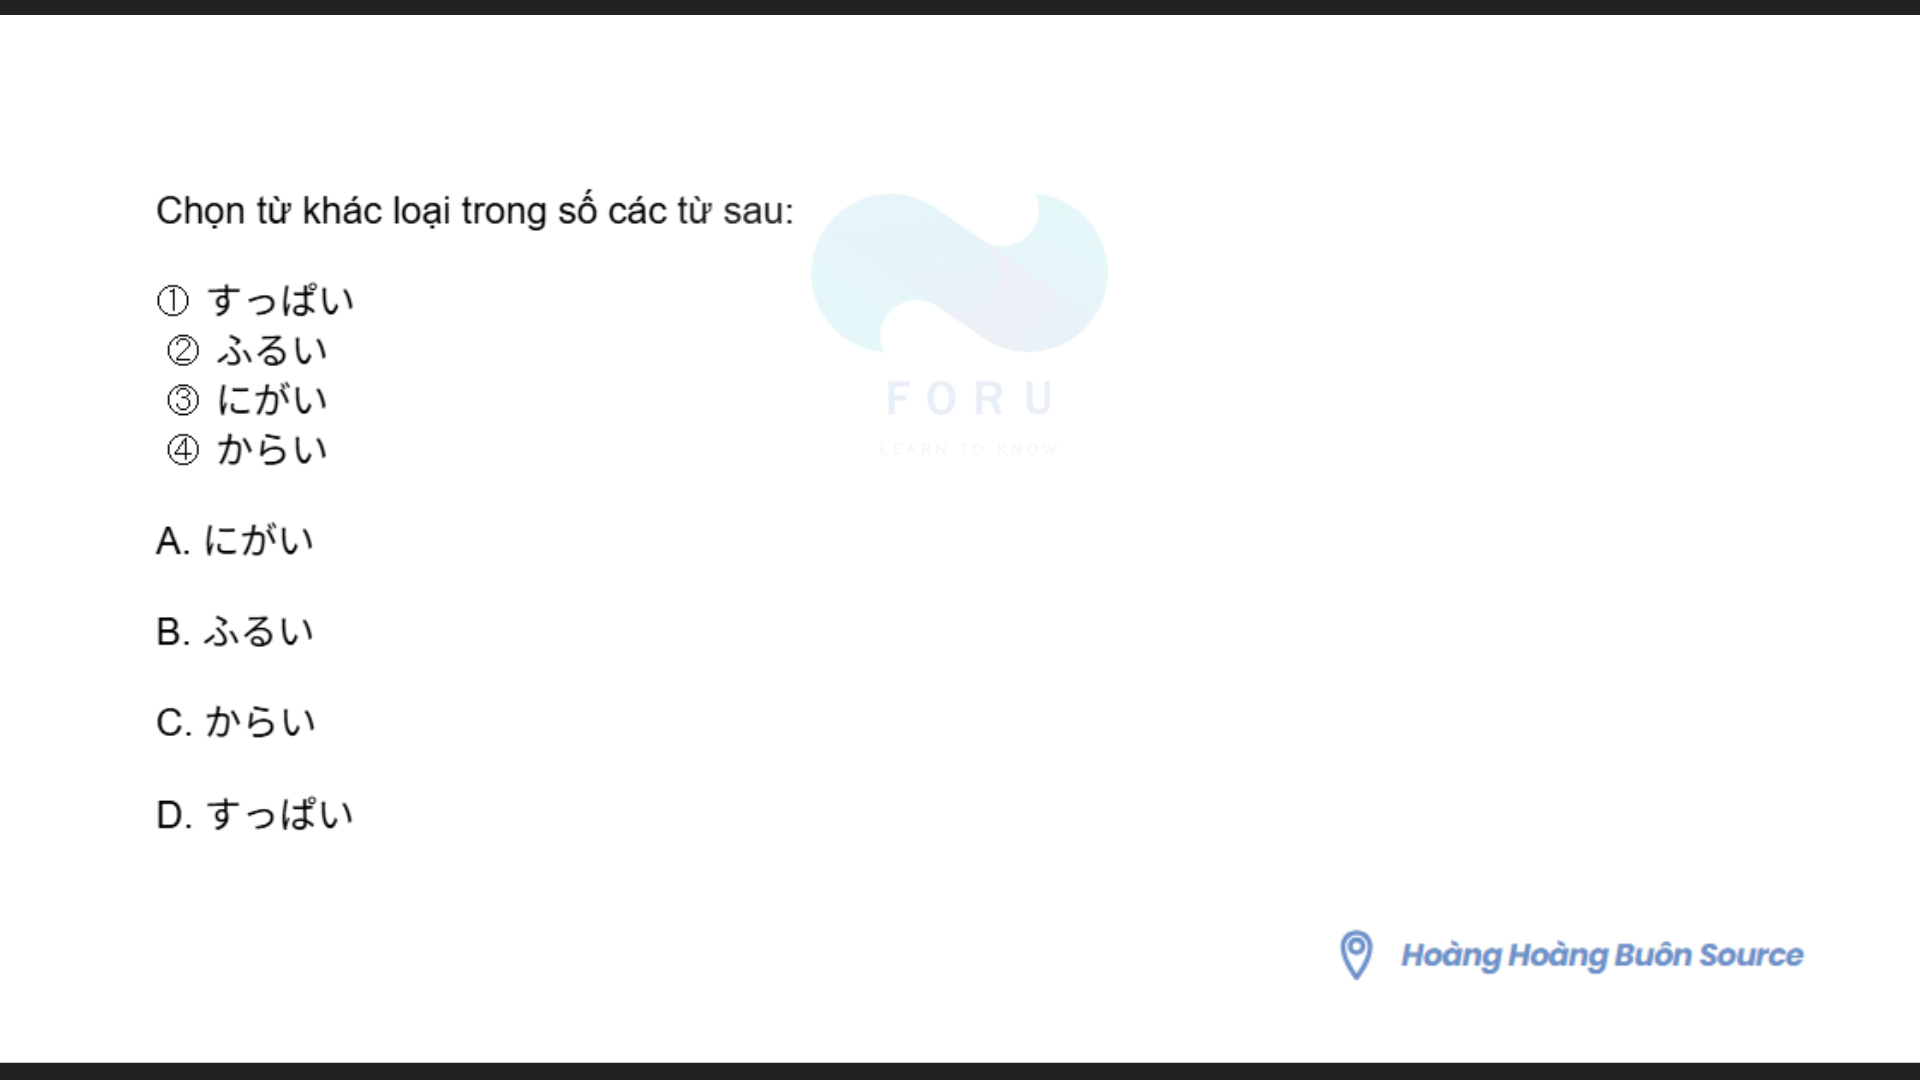 Chọn từ khác loại trong số các từ sau:
① すっぱい
② ふるい
③ にがい
④ からい
A. にがい
B. ふるい
C. からい
D. すっぱい
FORU
LEARN TO KNOW
Hoàng Hoàng Buôn Source